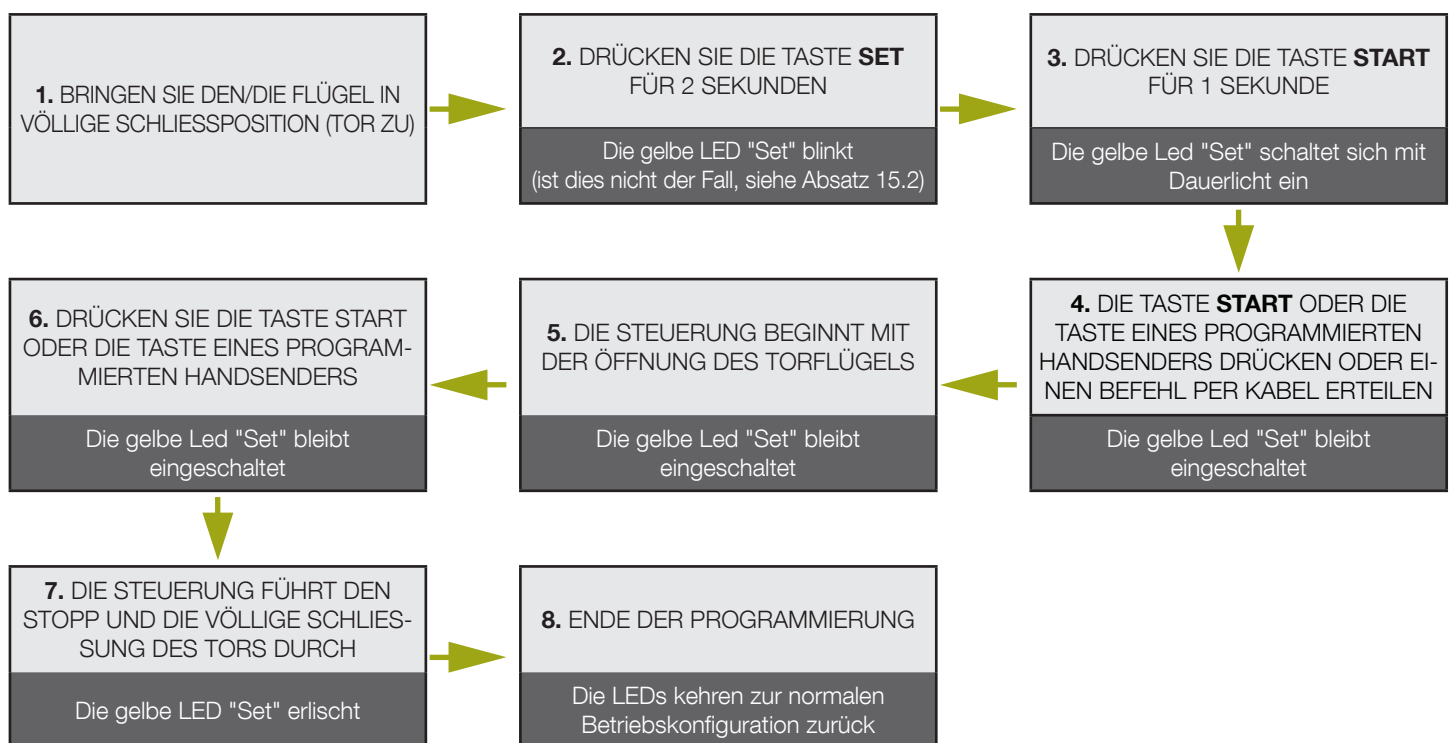 1. BRINGEN SIE DEN/DIE FLÜGEL IN
VÖLLIGE SCHLIESSPOSITION (TOR ZU)
2. DRÜCKEN SIE DIE TASTE SET
FÜR 2 SEKUNDEN
Die gelbe LED "Set" blinkt
(ist dies nicht der Fall, siehe Absatz 15.2)
3. DRÜCKEN SIE DIE TASTE START
FÜR 1 SEKUNDE
Die gelbe Led "Set" schaltet sich mit
Dauerlicht ein
4. DIE TASTE START ODER DIE
TASTE EINES PROGRAMMIERTEN
HANDSENDERS DRÜCKEN ODER EI-
NEN BEFEHL PER KABEL ERTEILEN
Die gelbe Led "Set" bleibt
eingeschaltet
5. DIE STEUERUNG BEGINNT MIT
DER ÖFFNUNG DES TORFLÜGELS
Die gelbe Led "Set" bleibt
eingeschaltet
6. DRÜCKEN SIE DIE TASTE START
ODER DIE TASTE EINES PROGRAM-
MIERTEN HANDSENDERS
Die gelbe Led "Set" bleibt
eingeschaltet
7. DIE STEUERUNG FÜHRT DEN
STOPP UND DIE VÖLLIGE SCHLIES-
SUNG DES TORS DURCH
Die gelbe LED "Set" erlischt
8. ENDE DER PROGRAMMIERUNG
Die LEDs kehren zur normalen
Betriebskonfiguration zurück